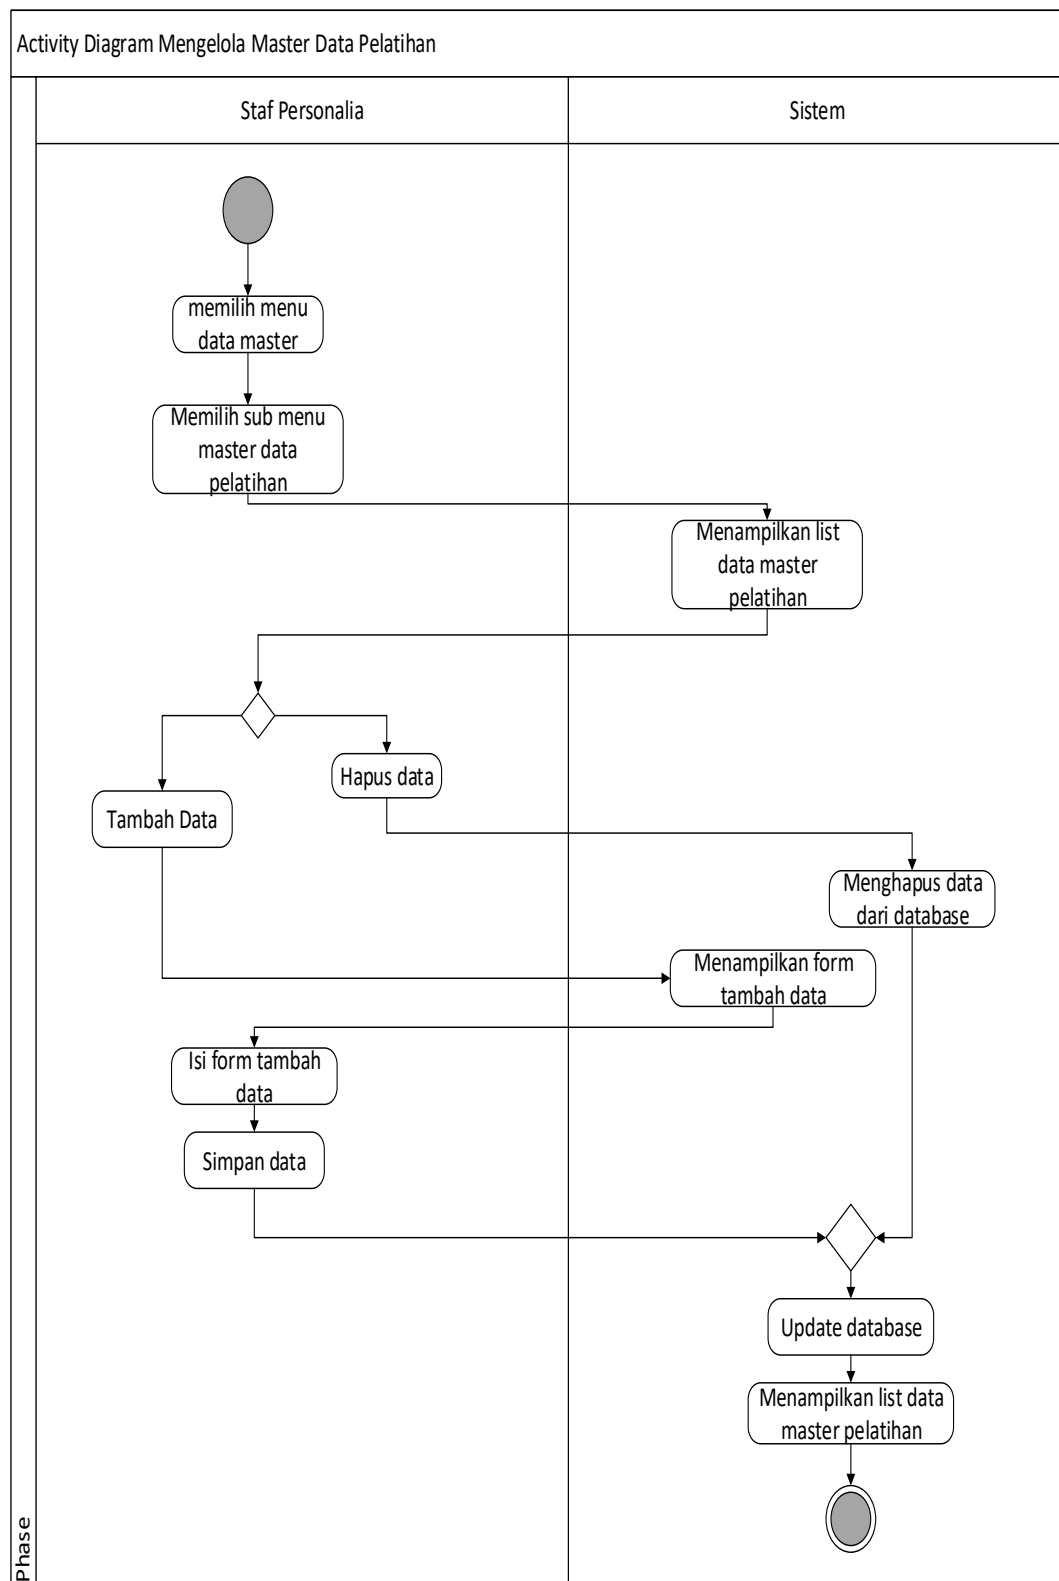 Activity Diagram Mengelola Master Data Pelatihan
Staf Personalia
Sistem
memilih menu
data master
Memilih sub menu
master data
pelatihan
Menampilkan list
data master
pelatihan
Hapus data
Tambah Data
Menghapus data
dari database
Menampilkan form
tambah data
Isi form tambah
data
Simpan data
Update database
Menampilkan list data
master pelatihan
Phase